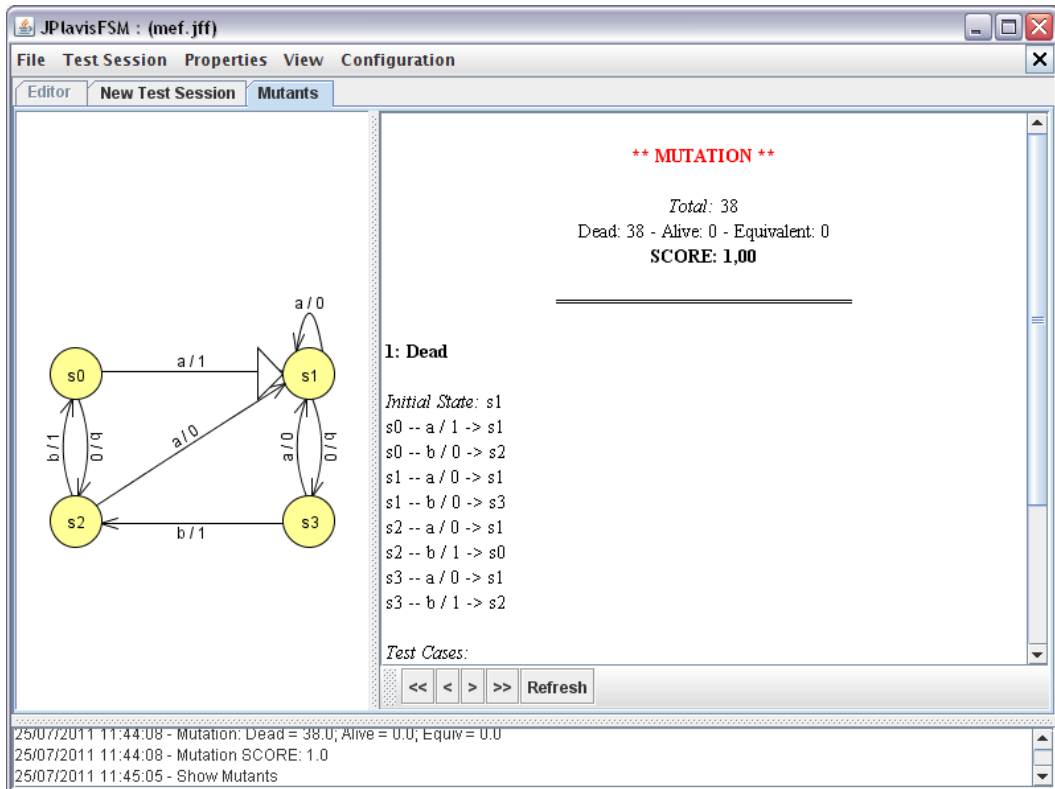 JPlavisFSM : (mef.jff)
File Test Session Properties View Configuration
Editor New Test Session Mutants
a / 0
a / 1
s0
s1
b / 1
b / 0
a / 0
a / 0
b / 0
s2
s3
b / 1
** MUTATION **
Total: 38
Dead: 38 - Alive: 0 - Equivalent: 0
SCORE: 1,00
1: Dead
Initial State: s1
s0 -- a / 1 -> s1
s0 -- b / 0 -> s2
s1 -- a / 0 -> s1
s1 -- b / 0 -> s3
s2 -- a / 0 -> s1
s2 -- b / 1 -> s0
s3 -- a / 0 -> s1
s3 -- b / 1 -> s2
Test Cases:
<< < > >> Refresh
25/07/2011 11:44:08 - Mutation: Dead = 38.0; Alive = 0.0; Equiv = 0.0
25/07/2011 11:44:08 - Mutation SCORE: 1.0
25/07/2011 11:45:05 - Show Mutants